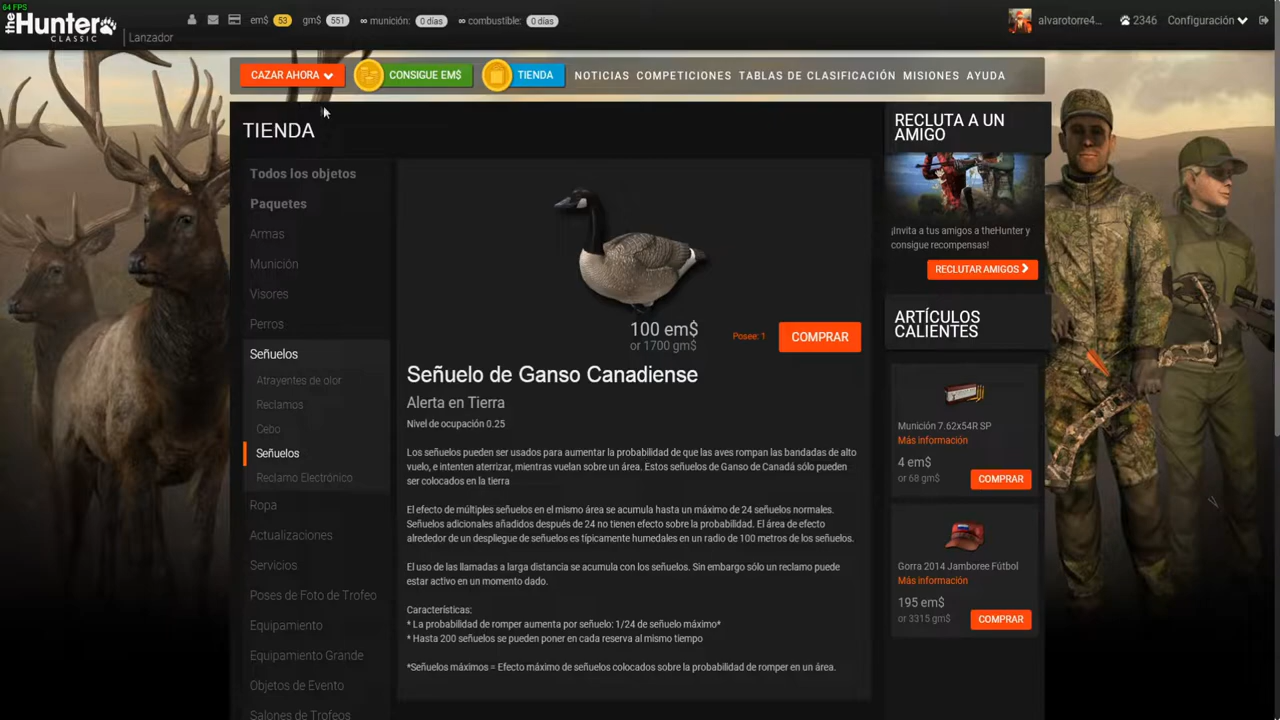 64 FPS
theHunter
CLASSIC
Lanzador
em$ 53 gm$ 551 ∞ munición: 0 días ∞ combustible: 0 días
alvarotorre4... 2346 Configuración
CAZAR AHORA CONSIGUE EM$ TIENDA NOTICIAS COMPETICIONES TABLAS DE CLASIFICACIÓN MISIONES AYUDA
TIENDA
Todos los objetos
Paquetes
Armas
Munición
Visores
Perros
Señuelos
Atrayentes de olor
Reclamos
Cebo
Señuelos
Reclamo Electrónico
Ropa
Actualizaciones
Servicios
Poses de Foto de Trofeo
Equipamiento
Equipamiento Grande
Objetos de Evento
Salones de Trofeos
100 em$
or 1700 gm$
Posee: 1
COMPRAR
Señuelo de Ganso Canadiense
Alerta en Tierra
Nivel de ocupación 0.25
Los señuelos pueden ser usados para aumentar la probabilidad de que las aves rompan las bandadas de alto
vuelo, e intenten aterrizar, mientras vuelan sobre un área. Estos señuelos de Ganso de Canadá sólo pueden
ser colocados en la tierra
El efecto de múltiples señuelos en el mismo área se acumula hasta un máximo de 24 señuelos normales.
Señuelos adicionales añadidos después de 24 no tienen efecto sobre la probabilidad. El área de efecto
alrededor de un despliegue de señuelos es típicamente humedales en un radio de 100 metros de los señuelos.
El uso de las llamadas a larga distancia se acumula con los señuelos. Sin embargo sólo un reclamo puede
estar activo en un momento dado.
Características:
* La probabilidad de romper aumenta por señuelo: 1/24 de señuelo máximo*
* Hasta 200 señuelos se pueden poner en cada reserva al mismo tiempo
*Señuelos máximos = Efecto máximo de señuelos colocados sobre la probabilidad de romper en un área.
RECLUTA A UN
AMIGO
¡Invita a tus amigos a theHunter y
consigue recompensas!
RECLUTAR AMIGOS
ARTÍCULOS
CALIENTES
Munición 7.62x54R SP
Más información
4 em$
or 68 gm$
COMPRAR
Gorra 2014 Jamboree Fútbol
Más información
195 em$
or 3315 gm$
COMPRAR